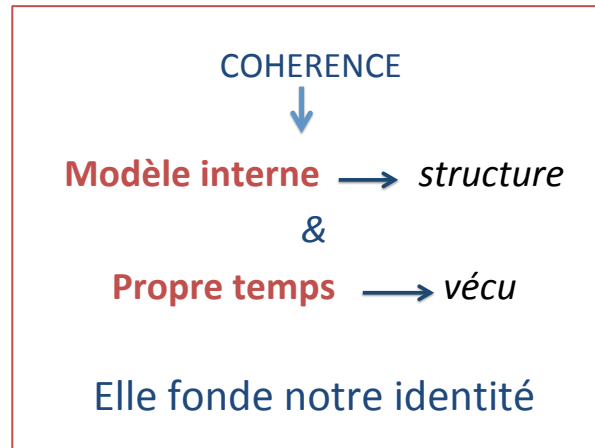 COHERENCE
Modèle interne → structure
&
Propre temps → vécu
Elle fonde notre identité